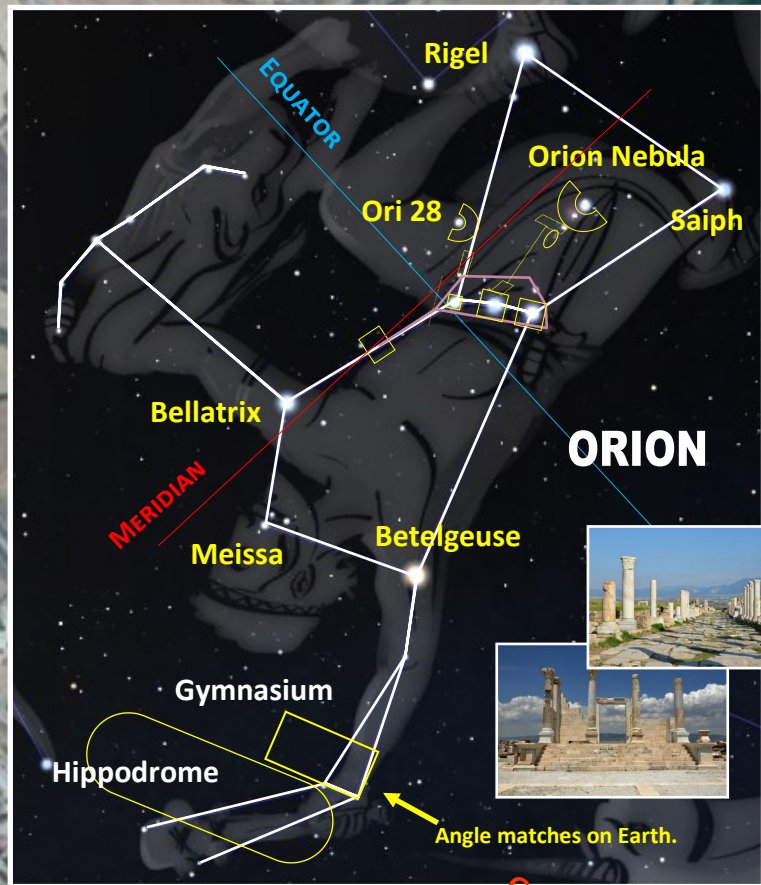 Rigel
EQUATOR
Orion Nebula
Ori 28
Saiph
Bellatrix
ORION
MERIDIAN
Meissa
Betelgeuse
Gymnasium
Hippodrome
Angle matches on Earth.